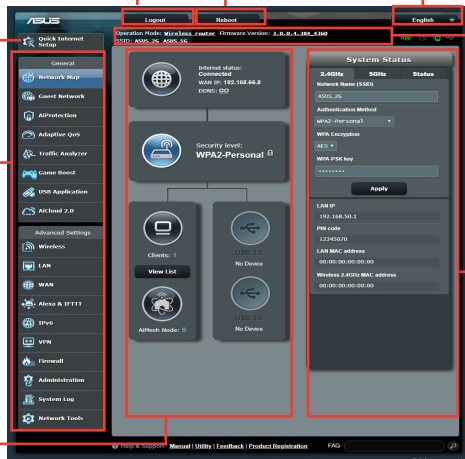 ASUS
Logout
Reboot
English
Quick Internet
Setup
Operation Mode: Wireless router Firmware Version: 3.0.0.4.384_4360
SSID: ASUS_2G ASUS_5G
App
General
Network Map
Guest Network
AiProtection
Adaptive QoS
Traffic Analyzer
Game Boost
USB Application
AiCloud 2.0
Advanced Settings
Wireless
LAN
WAN
Alexa & IFTTT
IPv6
VPN
Firewall
Administration
System Log
Network Tools
Internet status:
Connected
WAN IP: 192.168.66.8
DDNS: GO
Security level:
WPA2-Personal
Clients: 1
View List
AiMesh Node: 0
USB 3.0
No Device
USB 3.0
No Device
System Status
2.4GHz
5GHz
Status
Network Name (SSID)
ASUS_2G
Authentication Method
WPA2-Personal
WPA Encryption
AES
WPA-PSK key
••••••••
Apply
LAN IP
192.168.50.1
PIN code
12345670
LAN MAC address
00:00:00:00:00:00
Wireless 2.4GHz MAC address
00:00:00:00:00:00
Help & Support Manual | Utility | Feedback | Product Registration
FAQ